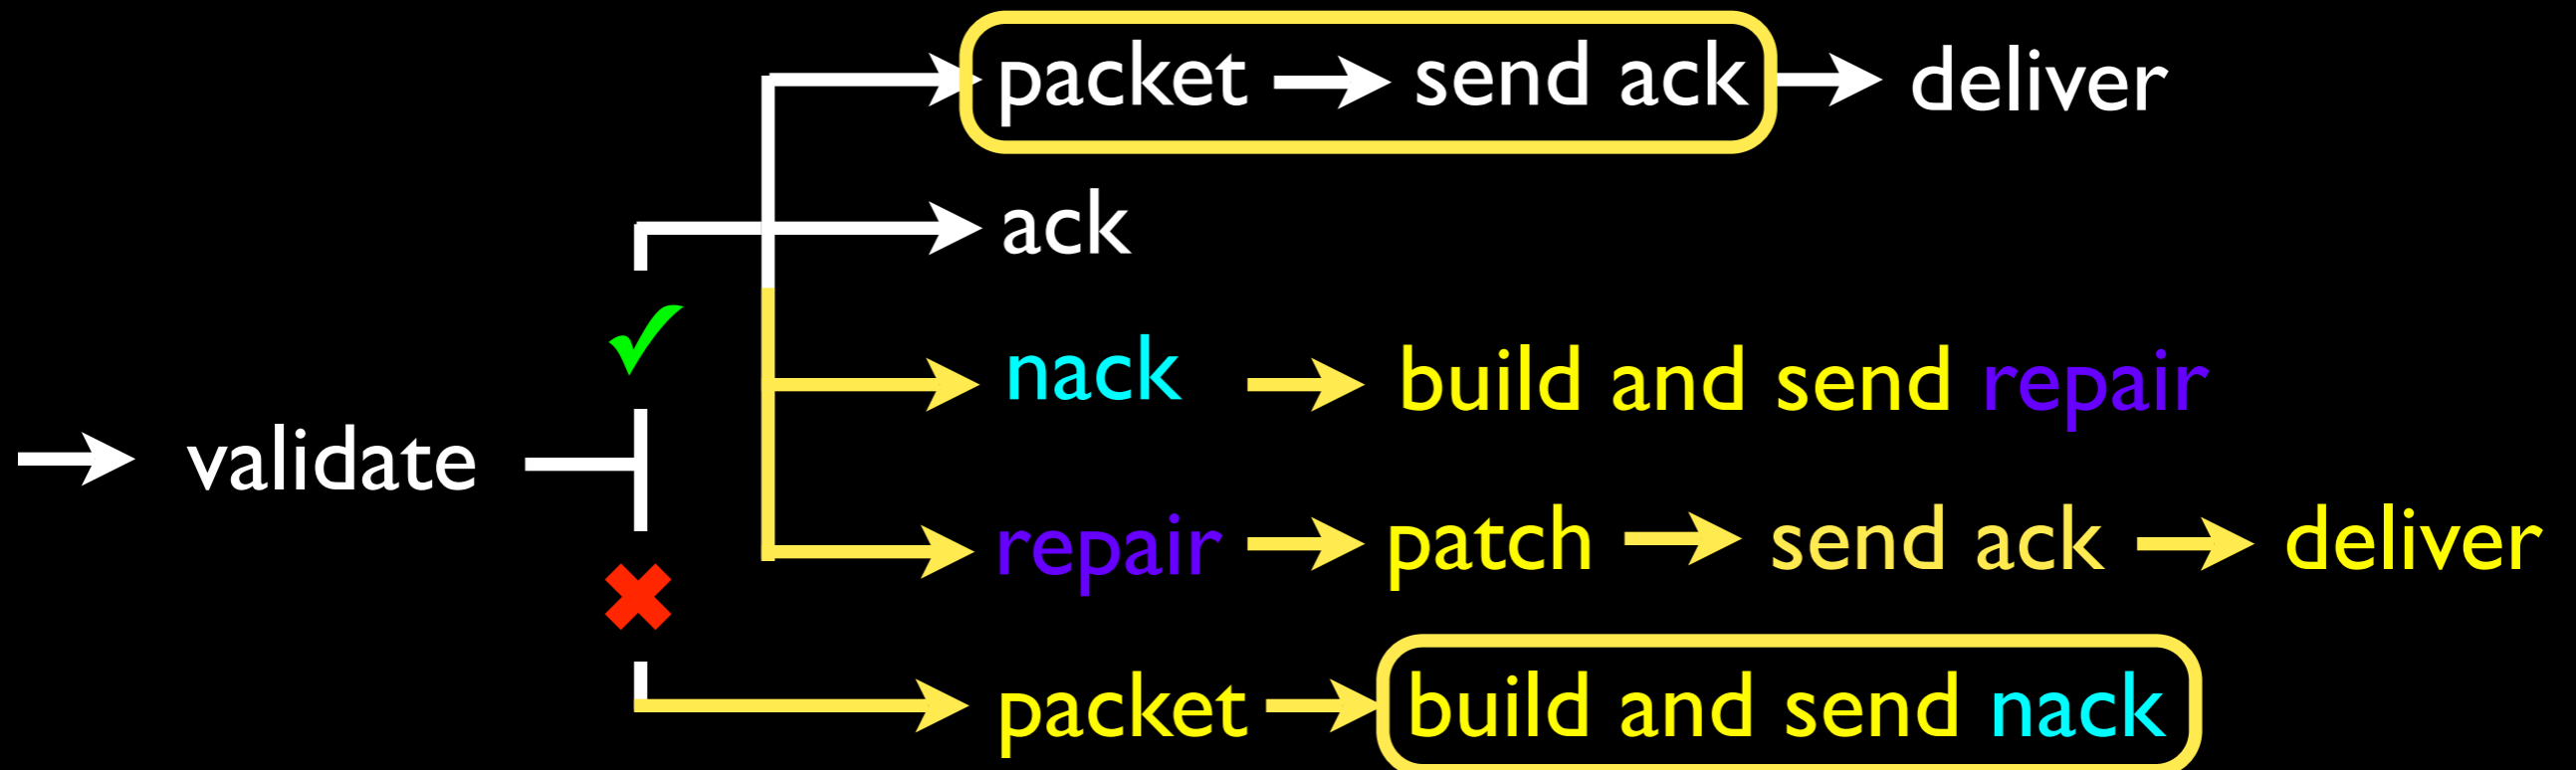 packet send ack deliver
ack
nack build and send repair
validate
repair patch send ack deliver
packet build and send nack